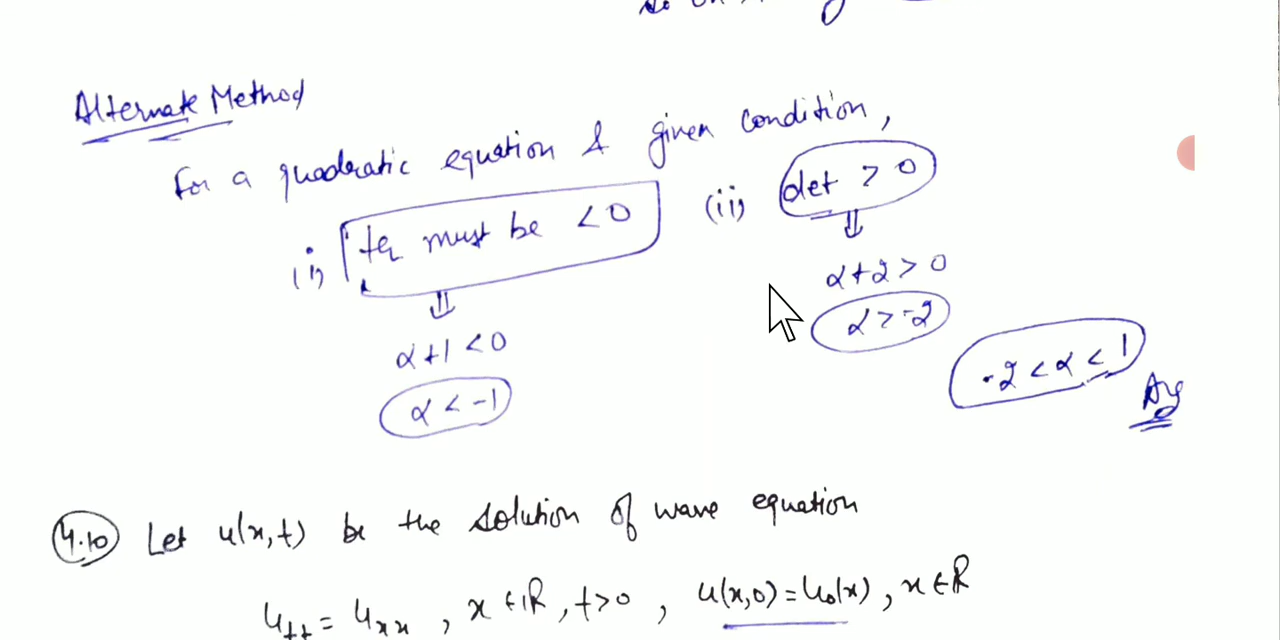 Alternate Method
For a quadratic equation & given condition,
(i) tr must be < 0 (ii) det > 0
⇓ ⇓
α+1 < 0 α+2 > 0
α < -1 α > -2
-2 < α < 1
Ans
4.10 Let u(x,t) be the solution of wave equation
u_tt = u_xx , x ∈ ℝ, t>0 , u(x,0) = u₀(x), x ∈ ℝ